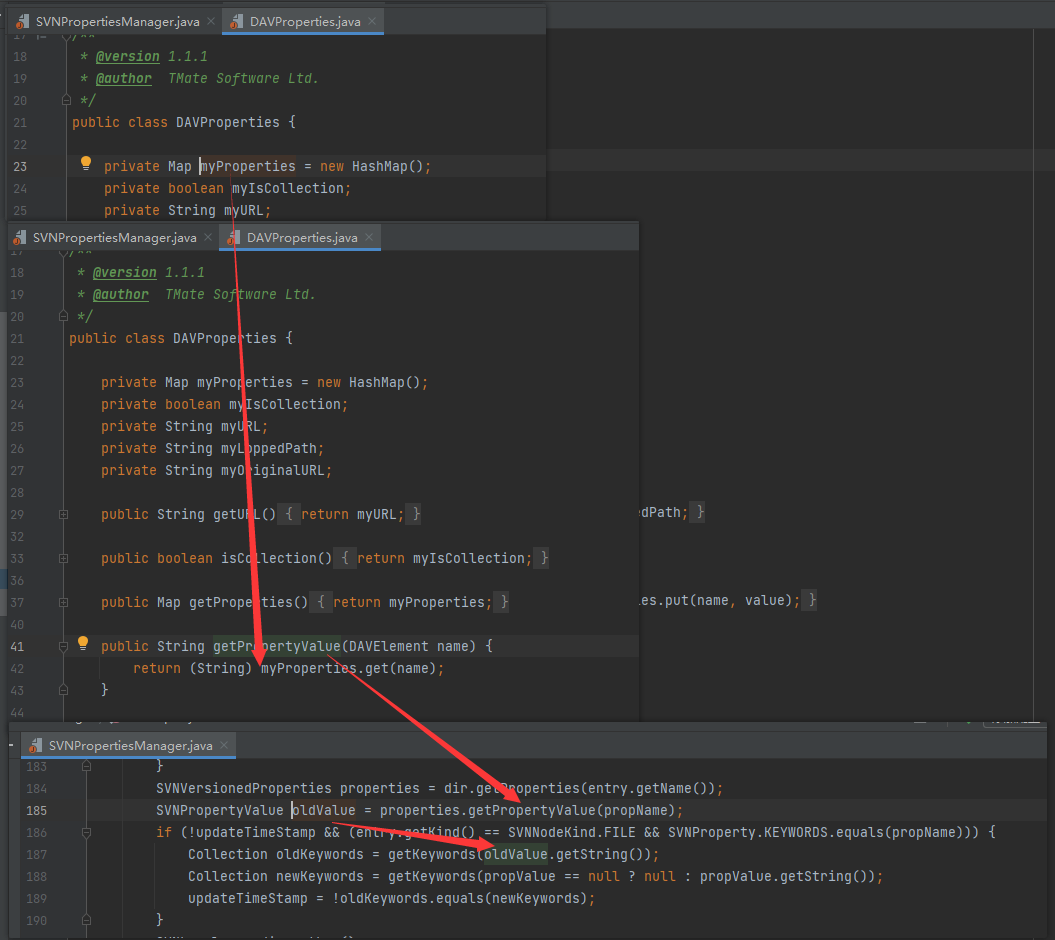 SVNPropertiesManager.java × DAVProperties.java ×
17 /**
18 * @version 1.1.1
19 * @author TMate Software Ltd.
20 */
21 public class DAVProperties {
22
23 private Map myProperties = new HashMap();
24 private boolean myIsCollection;
25 private String myURL;
SVNPropertiesManager.java × DAVProperties.java ×
17 /**
18 * @version 1.1.1
19 * @author TMate Software Ltd.
20 */
21 public class DAVProperties {
22
23 private Map myProperties = new HashMap();
24 private boolean myIsCollection;
25 private String myURL;
26 private String myLoppedPath;
27 private String myOriginalURL;
28
29 public String getURL() { return myURL; } dPath; }
32
33 public boolean isCollection() { return myIsCollection; }
36
37 public Map getProperties() { return myProperties; } es.put(name, value); }
40
41 public String getPropertyValue(DAVElement name) {
42 return (String) myProperties.get(name);
43 }
44
SVNPropertiesManager.java ×
183 }
184 SVNVersionedProperties properties = dir.getProperties(entry.getName());
185 SVNPropertyValue oldValue = properties.getPropertyValue(propName);
186 if (!updateTimeStamp && (entry.getKind() == SVNNodeKind.FILE && SVNProperty.KEYWORDS.equals(propName))) {
187 Collection oldKeywords = getKeywords(oldValue.getString());
188 Collection newKeywords = getKeywords(propValue == null ? null : propValue.getString());
189 updateTimeStamp = !oldKeywords.equals(newKeywords);
190 }